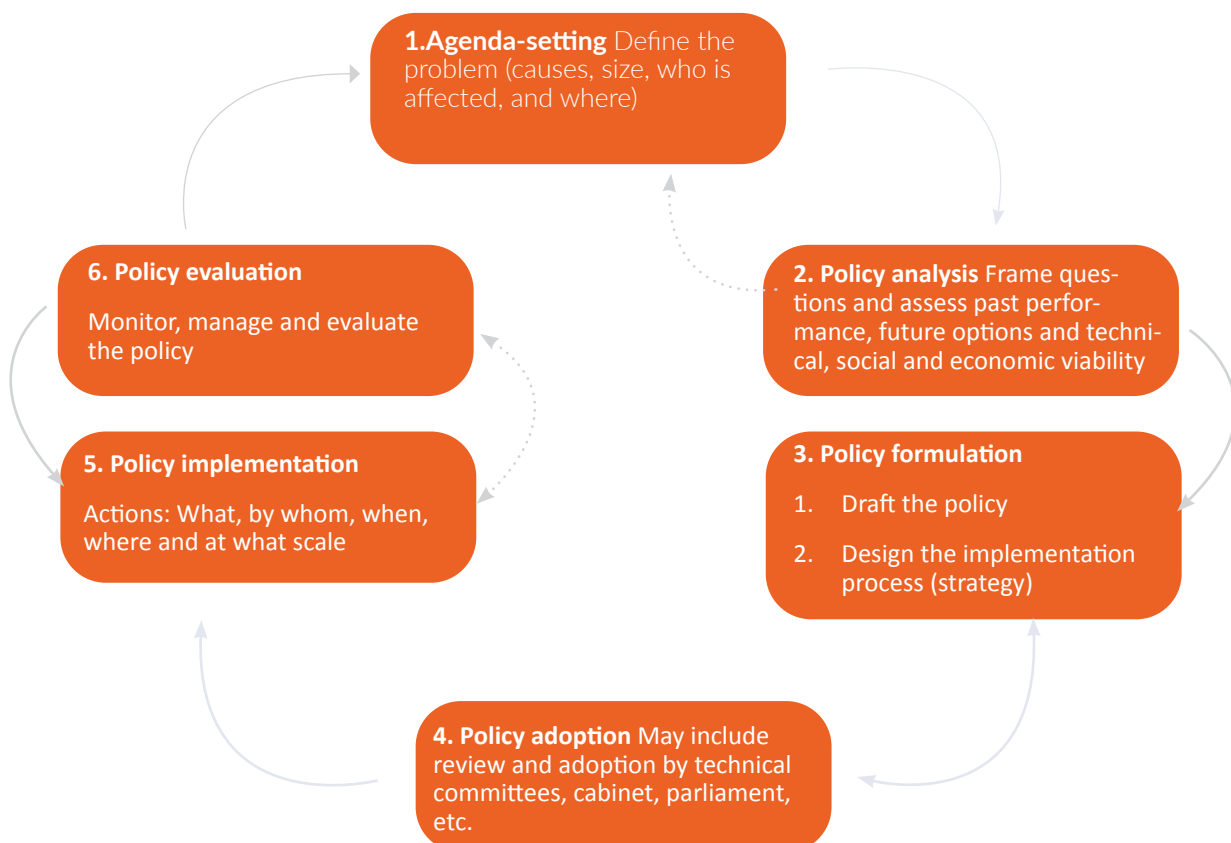 1.Agenda-setting Define the
problem (causes, size, who is
affected, and where)
2. Policy analysis Frame ques-
tions and assess past perfor-
mance, future options and techni-
cal, social and economic viability
3. Policy formulation
1. Draft the policy
2. Design the implementation
process (strategy)
4. Policy adoption May include
review and adoption by technical
committees, cabinet, parliament,
etc.
5. Policy implementation
Actions: What, by whom, when,
where and at what scale
6. Policy evaluation
Monitor, manage and evaluate
the policy